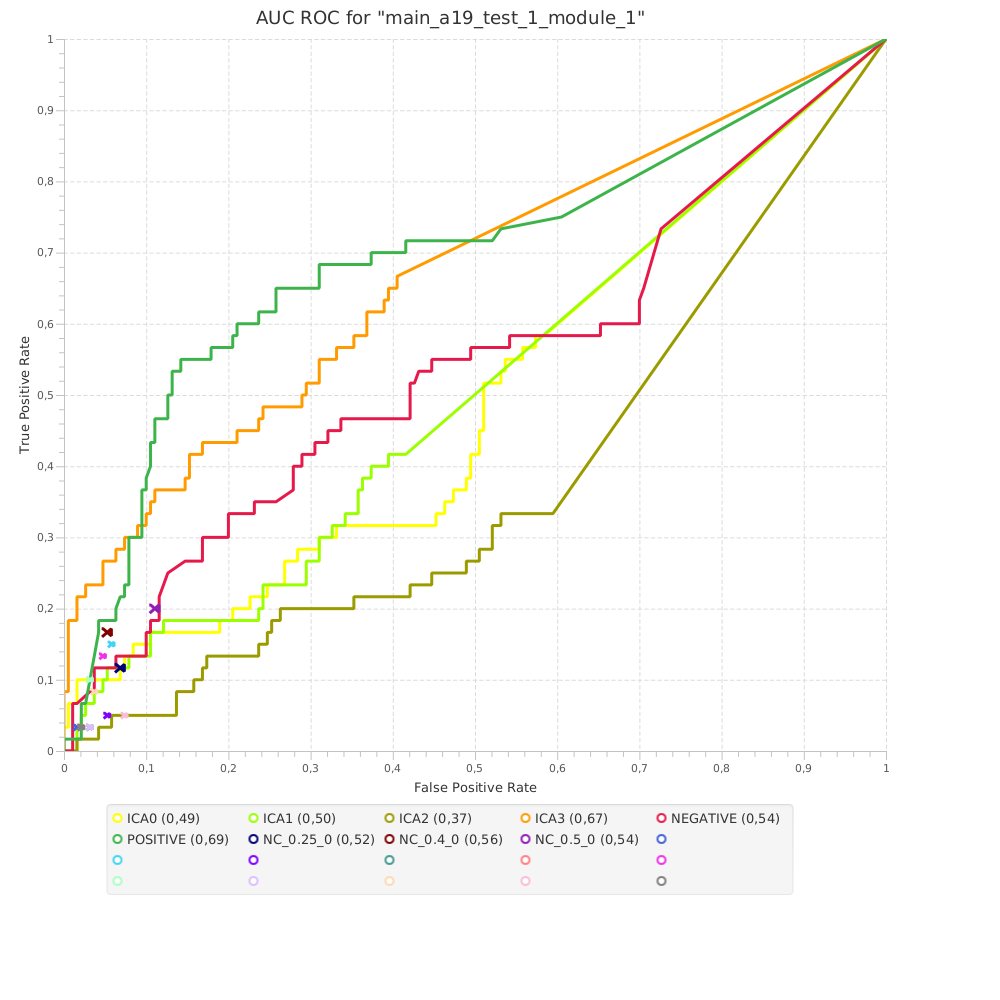 AUC ROC for "main_a19_test_1_module_1"
1
0,9
0,8
0,7
0,6
0,5
0,4
0,3
0,2
0,1
0
True Positive Rate
0 0,1 0,2 0,3 0,4 0,5 0,6 0,7 0,8 0,9 1
False Positive Rate
ICA0 (0,49) ICA1 (0,50) ICA2 (0,37) ICA3 (0,67) NEGATIVE (0,54)
POSITIVE (0,69) NC_0.25_0 (0,52) NC_0.4_0 (0,56) NC_0.5_0 (0,54)